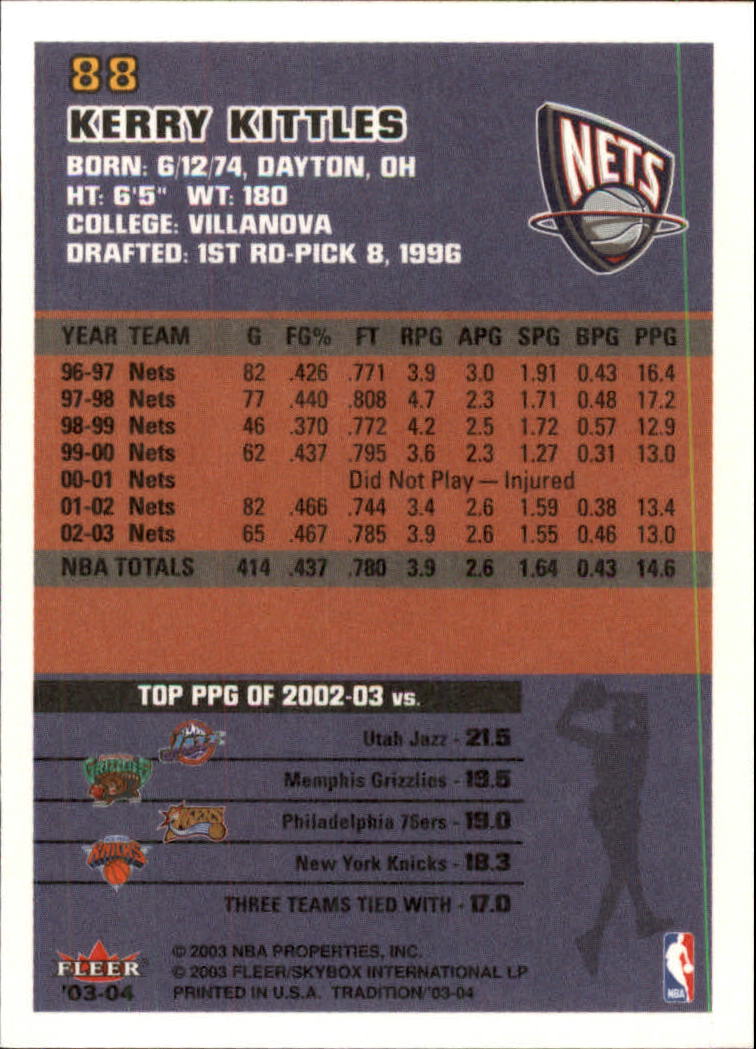 88
KERRY KITTLES
BORN: 6/12/74, DAYTON, OH
HT: 6'5" WT: 180
COLLEGE: VILLANOVA
DRAFTED: 1ST RD-PICK 8, 1996
NETS
YEAR TEAM G FG% FT RPG APG SPG BPG PPG
96-97 Nets 82 .426 .771 3.9 3.0 1.91 0.43 16.4
97-98 Nets 77 .440 .808 4.7 2.3 1.71 0.48 17.2
98-99 Nets 46 .370 .772 4.2 2.5 1.72 0.57 12.9
99-00 Nets 62 .437 .795 3.6 2.3 1.27 0.31 13.0
00-01 Nets Did Not Play — Injured
01-02 Nets 82 .466 .744 3.4 2.6 1.59 0.38 13.4
02-03 Nets 65 .467 .785 3.9 2.6 1.55 0.46 13.0
NBA TOTALS 414 .437 .780 3.9 2.6 1.64 0.43 14.6
TOP PPG OF 2002-03 vs.
JAZZ
Utah Jazz - 21.5
GRIZZLIES
Memphis Grizzlies - 19.5
SIXERS
Philadelphia 76ers - 19.0
KNICKS
New York Knicks - 18.3
THREE TEAMS TIED WITH - 17.0
FLEER
'03-04
© 2003 NBA PROPERTIES, INC.
© 2003 FLEER/SKYBOX INTERNATIONAL LP
PRINTED IN U.S.A. TRADITION/'03-04
NBA